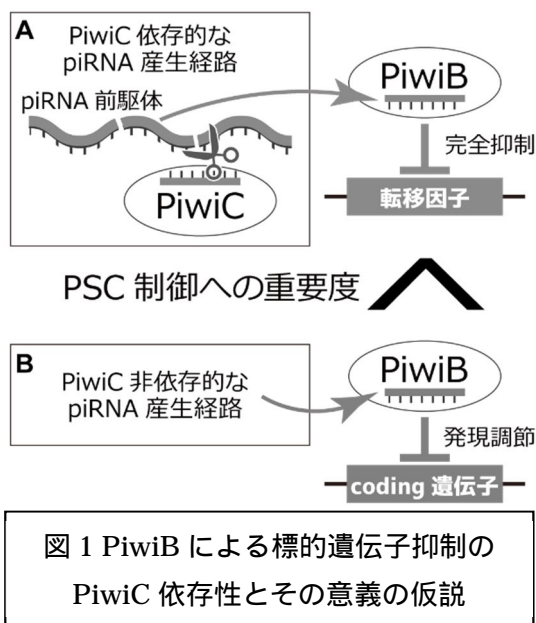 A
PiwiC 依存的な
piRNA 産生経路
piRNA 前駆体
PiwiC
PiwiB
完全抑制
転移因子
PSC 制御への重要度
B
PiwiC 非依存的な
piRNA 産生経路
PiwiB
発現調節
coding 遺伝子
図 1 PiwiB による標的遺伝子抑制の
PiwiC 依存性とその意義の仮説